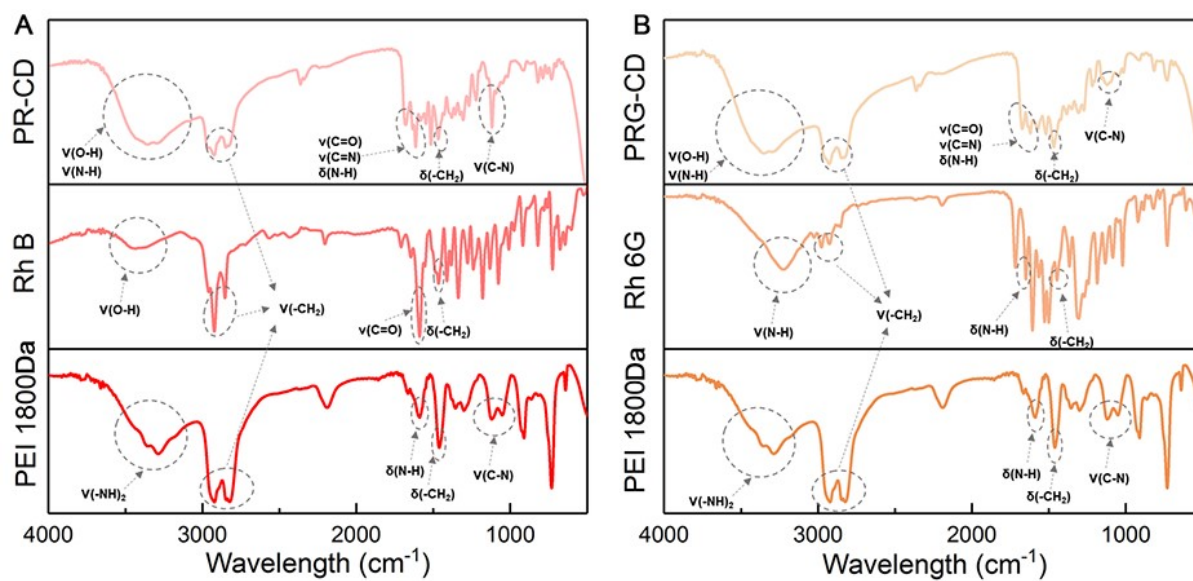 A
PR-CD
ν(O-H)
ν(N-H)
ν(C=O)
ν(C=N)
δ(N-H)
δ(-CH₂)
ν(C-N)
Rh B
ν(O-H)
ν(-CH₂)
ν(C=O)
δ(-CH₂)
PEI 1800Da
ν(-NH)₂
δ(N-H)
δ(-CH₂)
ν(C-N)
4000 3000 2000 1000
Wavelength (cm⁻¹)
B
PRG-CD
ν(O-H)
ν(N-H)
ν(C=O)
ν(C=N)
δ(N-H)
δ(-CH₂)
ν(C-N)
Rh 6G
ν(N-H)
ν(-CH₂)
δ(N-H)
δ(-CH₂)
PEI 1800Da
ν(-NH)₂
δ(N-H)
δ(-CH₂)
ν(C-N)
4000 3000 2000 1000
Wavelength (cm⁻¹)